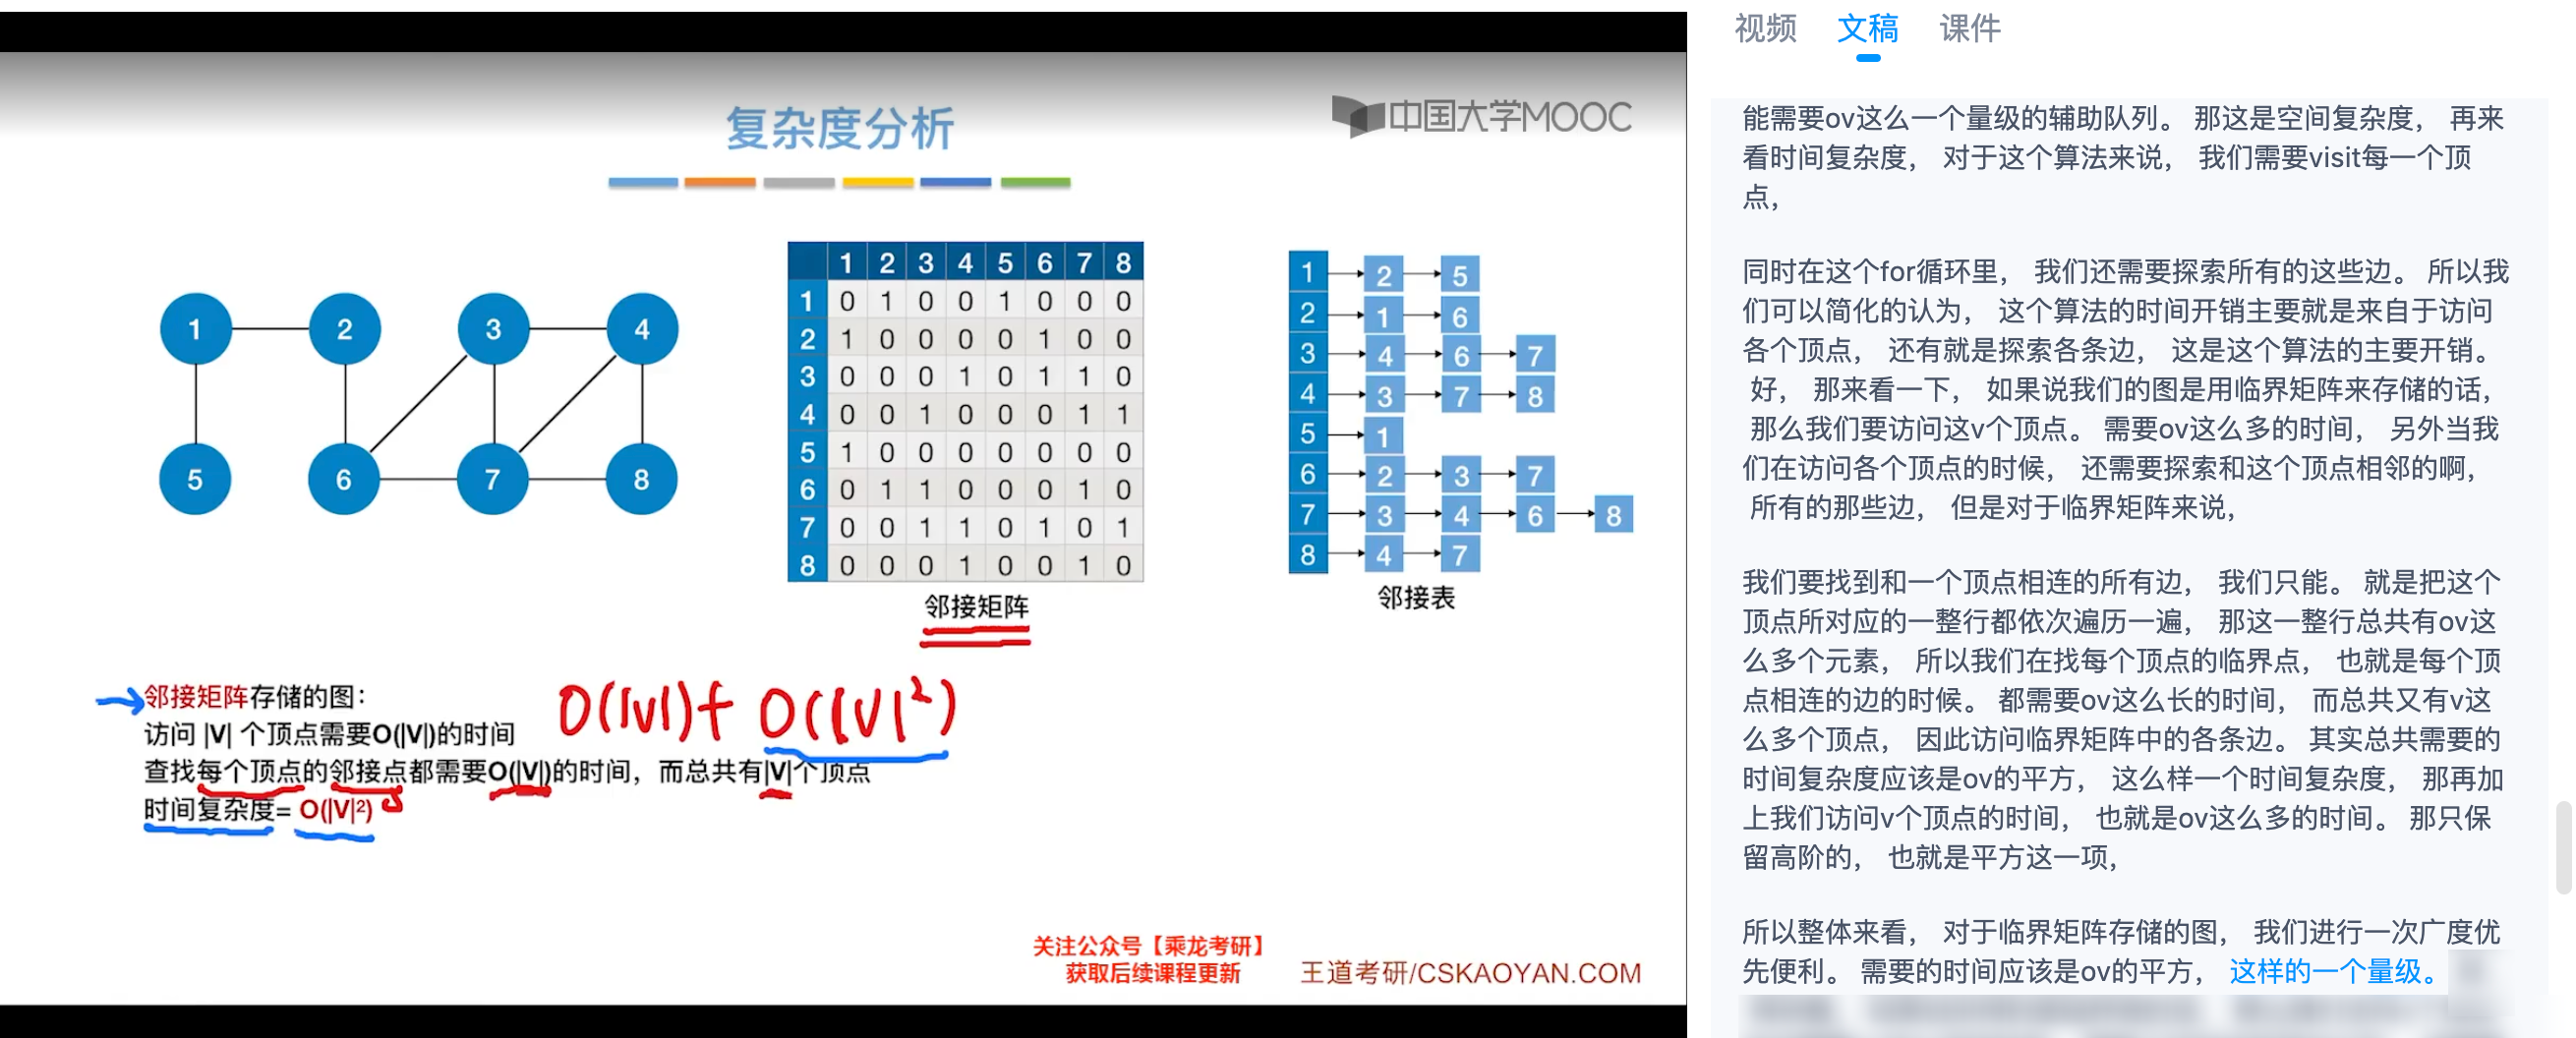 复杂度分析
中国大学MOOC
1 2 3 4
5 6 7 8
1 2 3 4 5 6 7 8
1 0 1 0 0 1 0 0 0
2 1 0 0 0 0 1 0 0
3 0 0 0 1 0 1 1 0
4 0 0 1 0 0 0 1 1
5 1 0 0 0 0 0 0 0
6 0 1 1 0 0 0 1 0
7 0 0 1 1 0 1 0 1
8 0 0 0 1 0 0 1 0
邻接矩阵
1 2 5
2 1 6
3 4 6 7
4 3 7 8
5 1
6 2 3 7
7 3 4 6 8
8 4 7
邻接表
邻接矩阵存储的图：
访问 |V| 个顶点需要O(|V|)的时间
查找每个顶点的邻接点都需要O(|V|)的时间，而总共有|V|个顶点
时间复杂度= O(|V|²)
O(|V|)+ O(|V|²)
关注公众号【乘龙考研】
获取后续课程更新
王道考研/CSKAOYAN.COM
视频 文稿 课件
能需要ov这么一个量级的辅助队列。 那这是空间复杂度， 再来
看时间复杂度， 对于这个算法来说， 我们需要visit每一个顶
点，
同时在这个for循环里， 我们还需要探索所有的这些边。 所以我
们可以简化的认为， 这个算法的时间开销主要就是来自于访问
各个顶点， 还有就是探索各条边， 这是这个算法的主要开销。
好， 那来看一下， 如果说我们的图是用临界矩阵来存储的话，
那么我们要访问这v个顶点。 需要ov这么多的时间， 另外当我
们在访问各个顶点的时候， 还需要探索和这个顶点相邻的啊，
所有的那些边， 但是对于临界矩阵来说，
我们要找到和一个顶点相连的所有边， 我们只能。 就是把这个
顶点所对应的一整行都依次遍历一遍， 那这一整行总共有ov这
么多个元素， 所以我们在找每个顶点的临界点， 也就是每个顶
点相连的边的时候。 都需要ov这么长的时间， 而总共又有v这
么多个顶点， 因此访问临界矩阵中的各条边。 其实总共需要的
时间复杂度应该是ov的平方， 这么样一个时间复杂度， 那再加
上我们访问v个顶点的时间， 也就是ov这么多的时间。 那只保
留高阶的， 也就是平方这一项，
所以整体来看， 对于临界矩阵存储的图， 我们进行一次广度优
先便利。 需要的时间应该是ov的平方， 这样的一个量级。